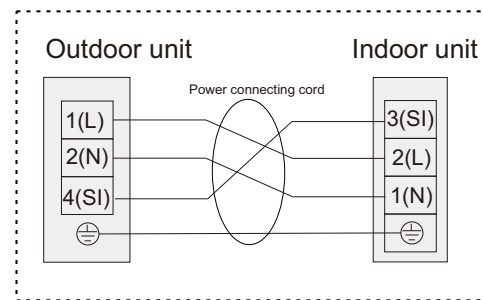 Outdoor unit
Indoor unit
Power connecting cord
1(L)
2(N)
4(SI)
3(SI)
2(L)
1(N)